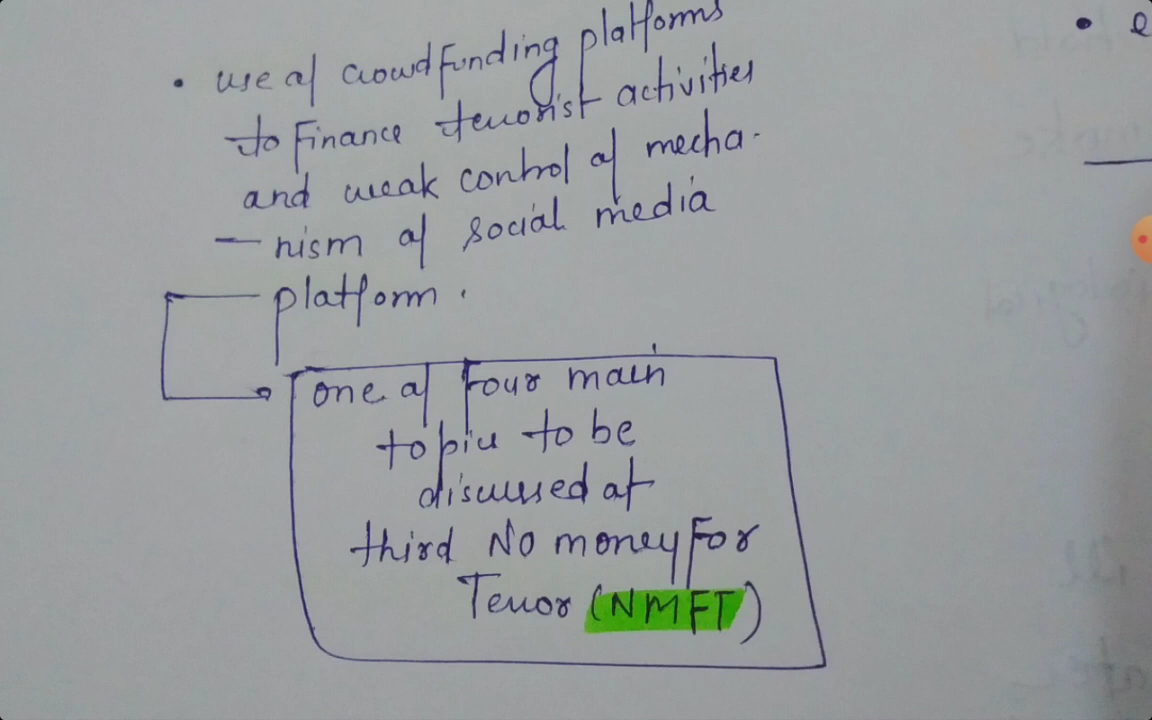 • use of crowdfunding platforms
to Finance terrorist activities
and weak control of mecha-
- nism of social media
platform.
one of Four main
topic to be
discussed at
third No money For
Terror (NMFT)